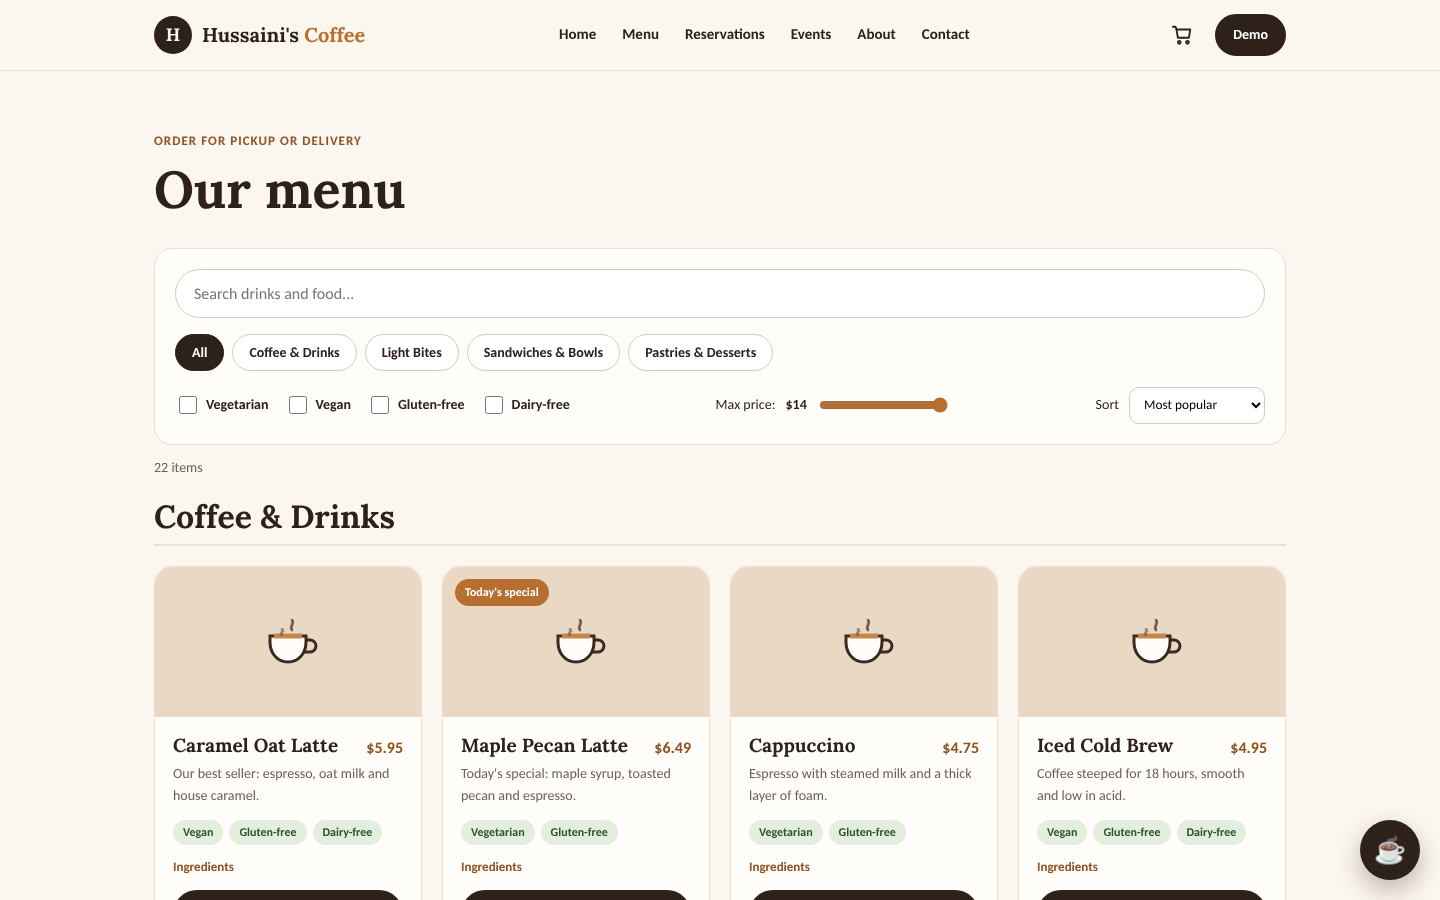 H Hussaini's Coffee Home Menu Reservations Events About Contact Demo
ORDER FOR PICKUP OR DELIVERY
Our menu
Search drinks and food...
All Coffee & Drinks Light Bites Sandwiches & Bowls Pastries & Desserts
Vegetarian Vegan Gluten-free Dairy-free Max price: $14 Sort Most popular
22 items
Coffee & Drinks
Today's special
Caramel Oat Latte $5.95
Our best seller: espresso, oat milk and
house caramel.
Vegan Gluten-free Dairy-free
Ingredients
Maple Pecan Latte $6.49
Today's special: maple syrup, toasted
pecan and espresso.
Vegetarian Gluten-free
Ingredients
Cappuccino $4.75
Espresso with steamed milk and a thick
layer of foam.
Vegetarian Gluten-free
Ingredients
Iced Cold Brew $4.95
Coffee steeped for 18 hours, smooth
and low in acid.
Vegan Gluten-free Dairy-free
Ingredients